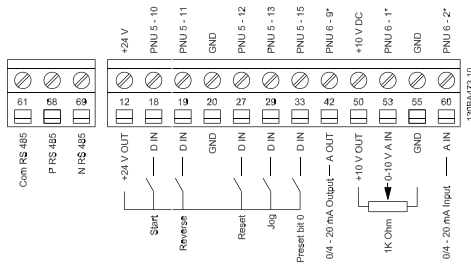 +24 V
PNU 5 - 10
PNU 5 - 11
GND
PNU 5 - 12
PNU 5 - 13
PNU 5 - 15
PNU 6 - 9*
+10 V DC
PNU 6 - 1*
GND
PNU 6 - 2*
61 68 69 12 18 19 20 27 29 33 42 50 53 55 60
Com RS 485
P RS 485
N RS 485
+24 V OUT
D IN
D IN
GND
D IN
D IN
D IN
A OUT
+10 V OUT
0-10 V A IN
GND
A IN
Start
Reverse
Reset
Jog
Preset bit 0
0/4 - 20 mA Output
1K Ohm
0/4 - 20 mA Input
130BA473.10